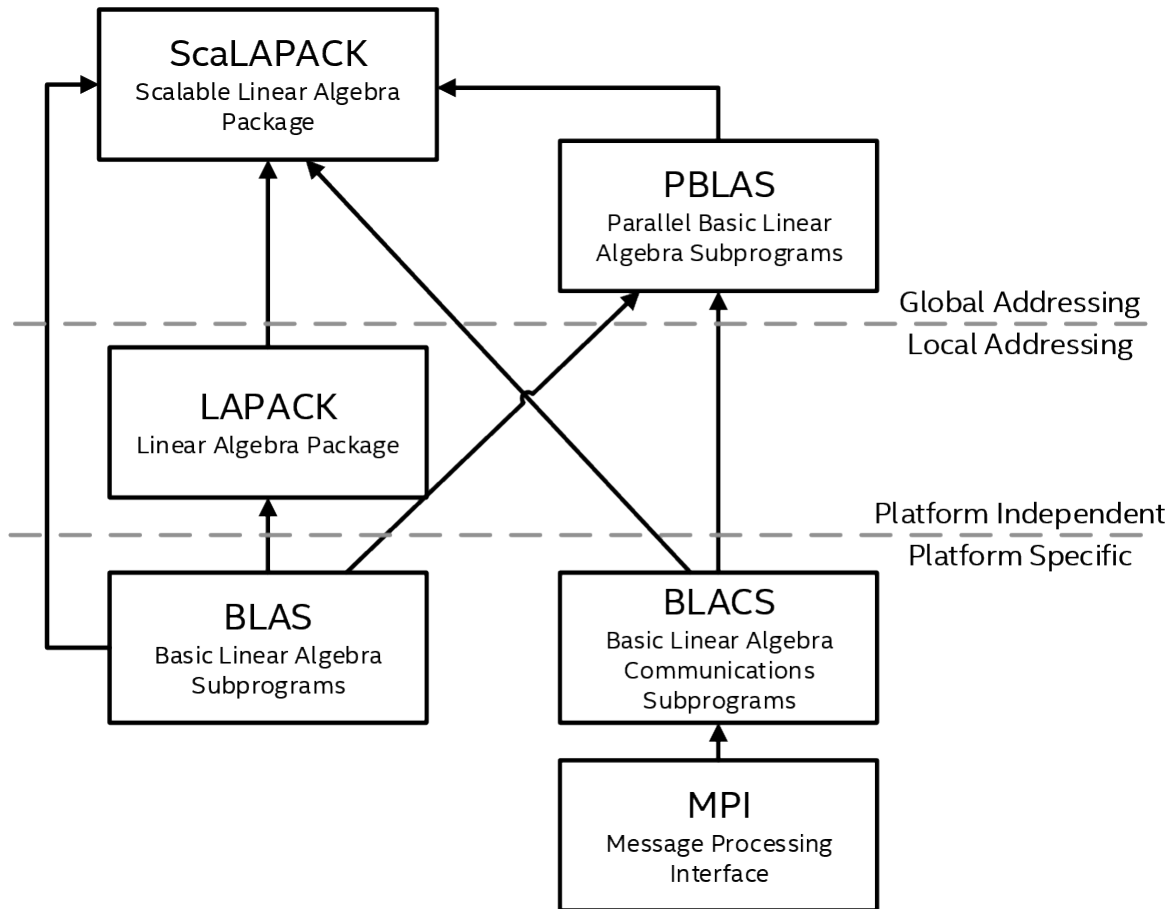 ScaLAPACK
Scalable Linear Algebra
Package
PBLAS
Parallel Basic Linear
Algebra Subprograms
Global Addressing
Local Addressing
LAPACK
Linear Algebra Package
Platform Independent
Platform Specific
BLAS
Basic Linear Algebra
Subprograms
BLACS
Basic Linear Algebra
Communications
Subprograms
MPI
Message Processing
Interface